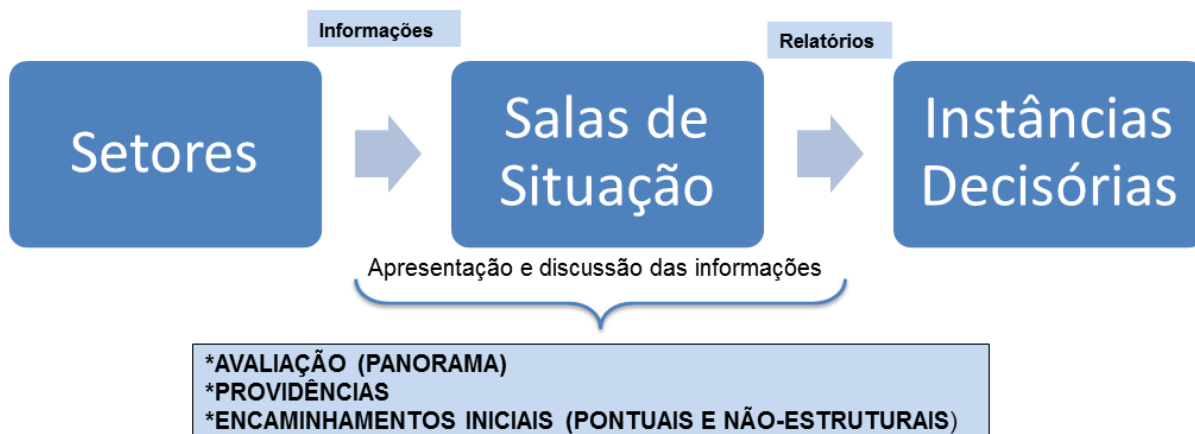 Informações
Relatórios
Setores
Salas de
Situação
Instâncias
Decisórias
Apresentação e discussão das informações
*AVALIAÇÃO (PANORAMA)
*PROVIDÊNCIAS
*ENCAMINHAMENTOS INICIAIS (PONTUAIS E NÃO-ESTRUTURAIS)